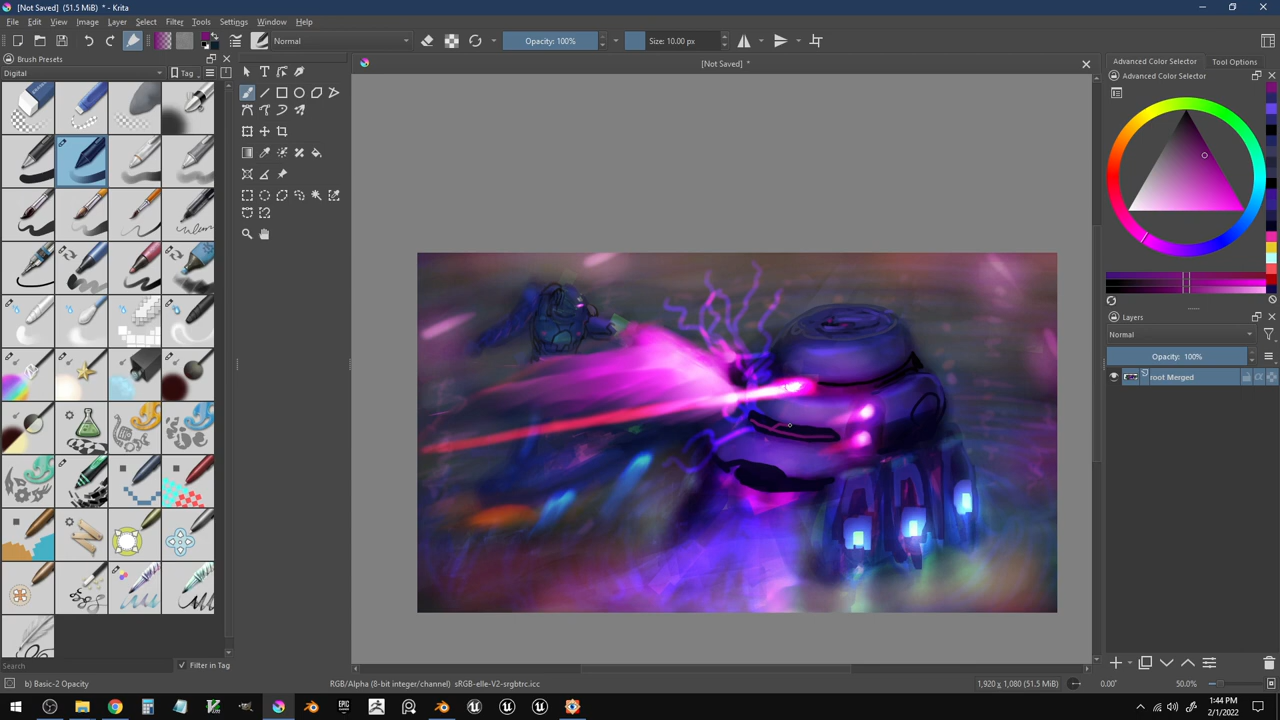 [Not Saved]  (51.5 MiB)  * - Krita
File Edit View Image Layer Select Filter Tools Settings Window Help
Normal Opacity: 100% Size: 10.00 px
Brush Presets
Digital Tag
[Not Saved]  *
Advanced Color Selector Tool Options
Advanced Color Selector
Layers
Normal
Opacity:  100%
root Merged
Search Filter in Tag
b) Basic-2 Opacity
RGB/Alpha (8-bit integer/channel)  sRGB-elle-V2-srgbtrc.icc
1,920 x 1,080 (51.5 MiB)
0.00°
50.0%
EPIC
1:44 PM
2/1/2022